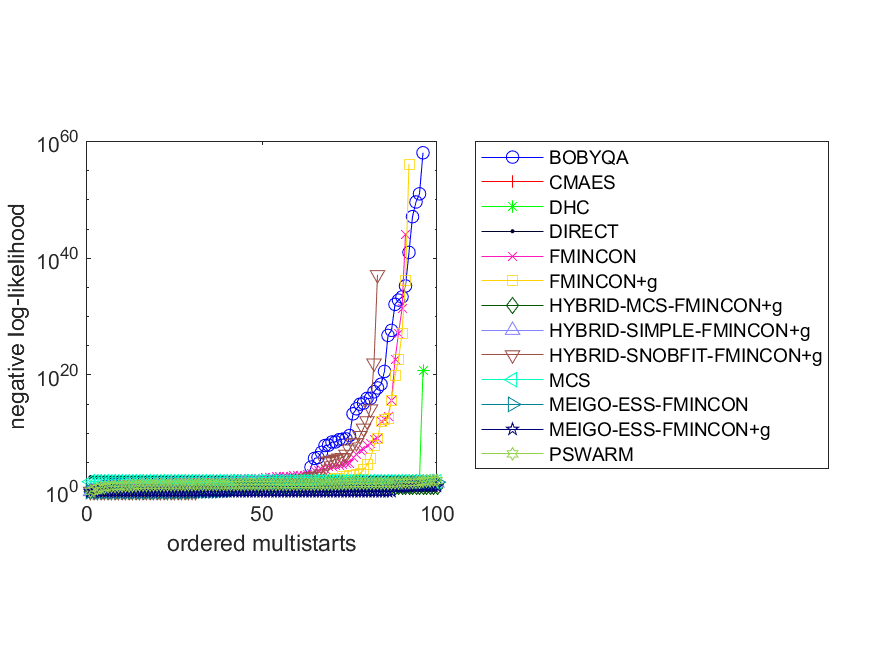 10^60
10^40
10^20
10^0
negative log-likelihood
0
50
100
ordered multistarts
BOBYQA
CMAES
DHC
DIRECT
FMINCON
FMINCON+g
HYBRID-MCS-FMINCON+g
HYBRID-SIMPLE-FMINCON+g
HYBRID-SNOBFIT-FMINCON+g
MCS
MEIGO-ESS-FMINCON
MEIGO-ESS-FMINCON+g
PSWARM